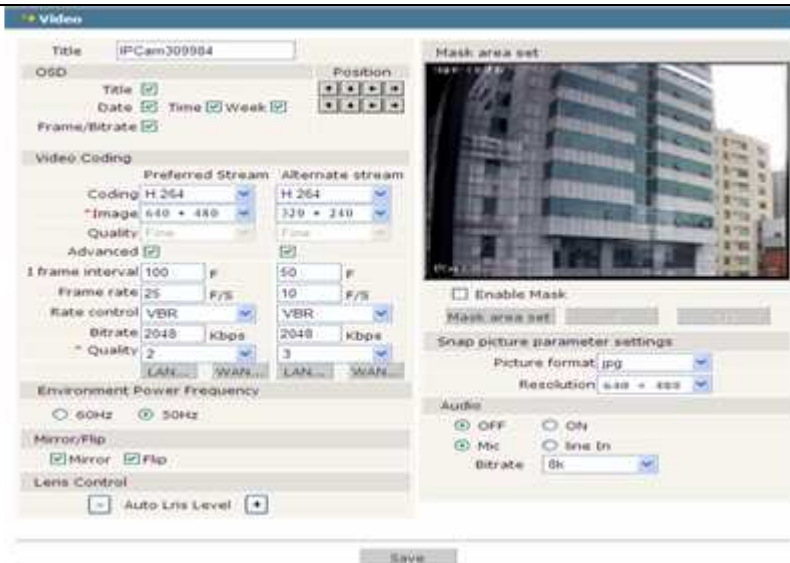 Video
Title IPCam309984
OSD Position
Title
Date Time Week
Frame/Bitrate
Video Coding
Preferred Stream Alternate stream
Coding H.264 H.264
*Image 640 * 480 320 * 240
Quality Fine
Advanced
I frame interval 100 F 50 F
Frame rate 25 F/S 10 F/S
Rate control VBR VBR
Bitrate 2048 Kbps 2048 Kbps
* Quality 2 3
LAN... WAN... LAN... WAN...
Environment Power Frequency
60Hz 50Hz
Mirror/Flip
Mirror Flip
Lens Control
- Auto Lris Level +
Mask area set
Enable Mask
Mask area set
Snap picture parameter settings
Picture format jpg
Resolution 640 * 480
Audio
OFF ON
Mic line In
Bitrate 8k
Save